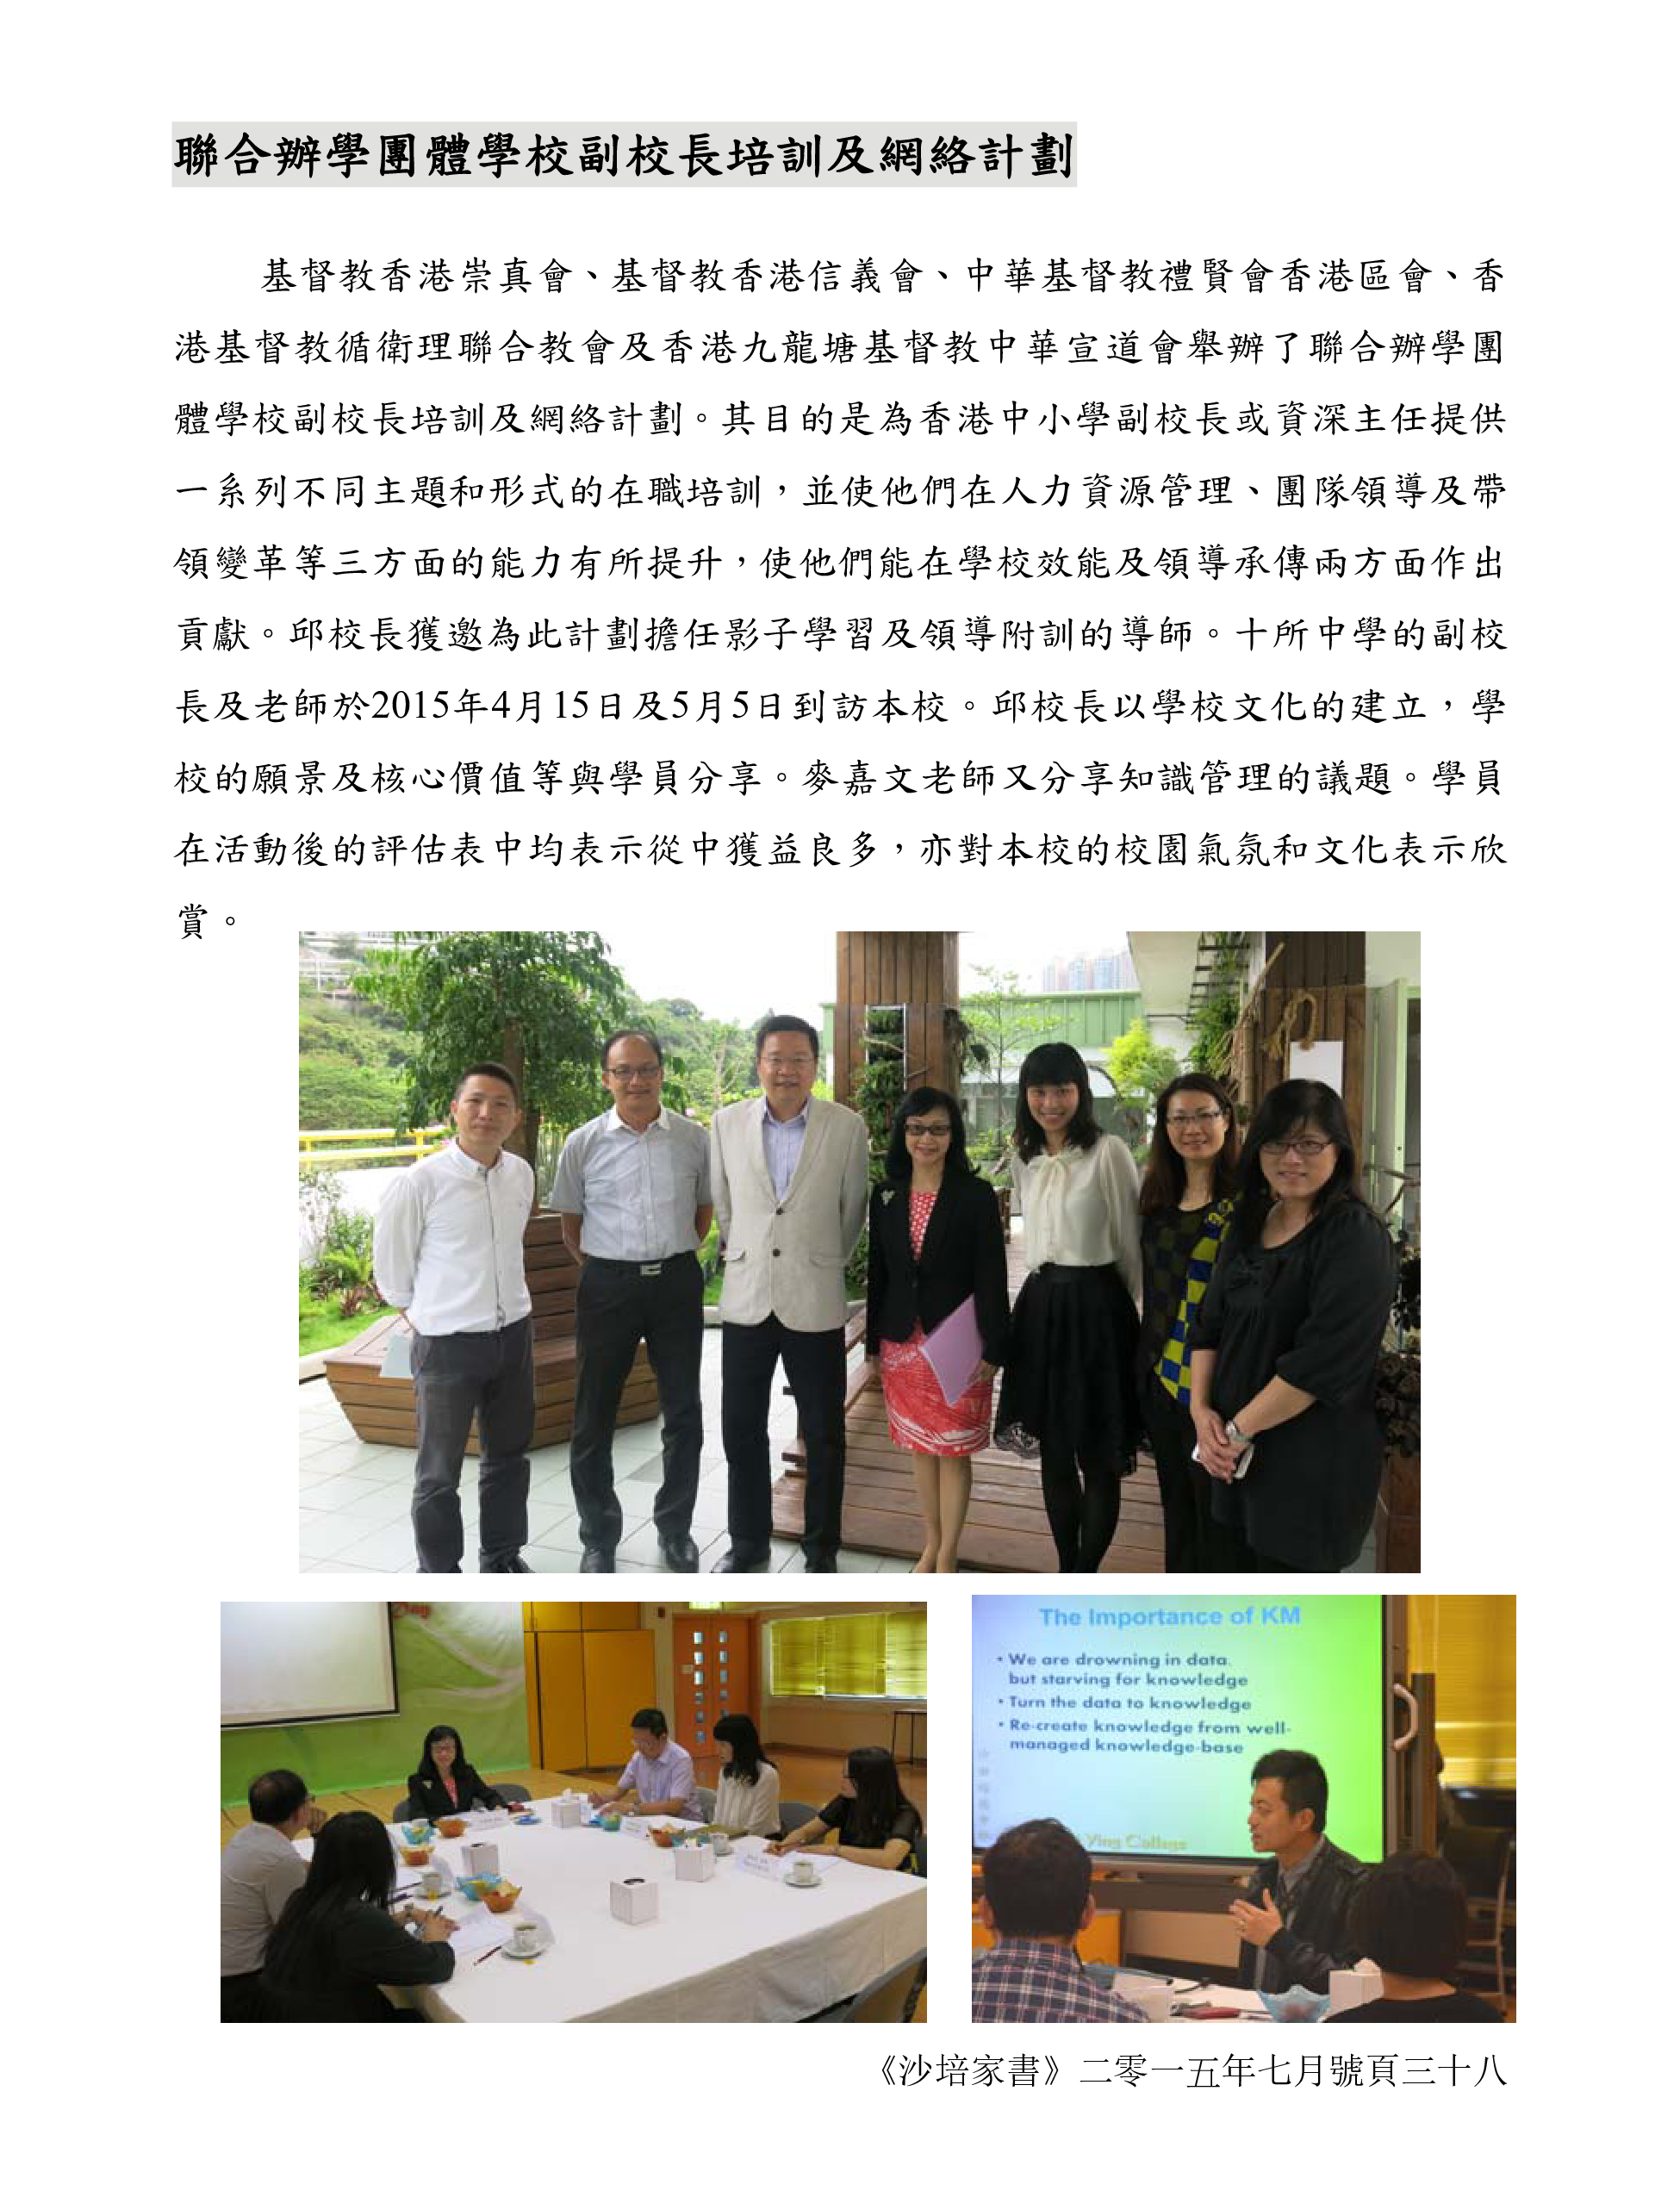 聯合辦學團體學校副校長培訓及網絡計劃
基督教香港崇真會、基督教香港信義會、中華基督教禮賢會香港區會、香
港基督教循衛理聯合教會及香港九龍塘基督教中華宣道會舉辦了聯合辦學團
體學校副校長培訓及網絡計劃。其目的是為香港中小學副校長或資深主任提供
一系列不同主題和形式的在職培訓，並使他們在人力資源管理、團隊領導及帶
領變革等三方面的能力有所提升，使他們能在學校效能及領導承傳兩方面作出
貢獻。邱校長獲邀為此計劃擔任影子學習及領導附訓的導師。十所中學的副校
長及老師於2015年4月15日及5月5日到訪本校。邱校長以學校文化的建立，學
校的願景及核心價值等與學員分享。麥嘉文老師又分享知識管理的議題。學員
在活動後的評估表中均表示從中獲益良多，亦對本校的校園氣氛和文化表示欣
賞。
Day
The Importance of KM
• We are drowning in data.
but starving for knowledge
• Turn the data to knowledge
• Re-create knowledge from well-
managed knowledge-base
Ying College
《沙培家書》二零一五年七月號頁三十八